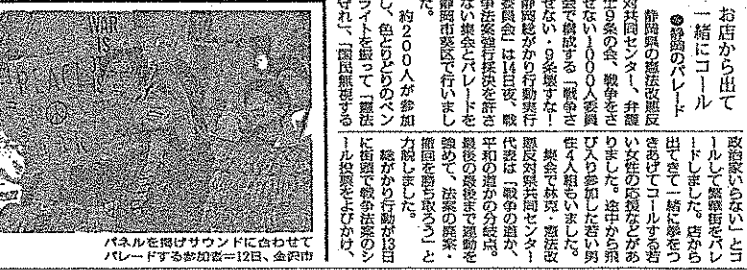 お店から出て
一緒にコール
●静岡のパレード
静岡県の憲法改悪反
対共同センター、弁護
士9条の会、戦争をさ
せない1000人委員
会で構成する「戦争さ
せない・9条壊すな!
静岡総がかり行動実行
委員会」は14日夜、戦
争法案強行採決を許さ
ない集会とパレードを
静岡市葵区で行いまし
た。
約200人が参加
し、色とりどりのペン
ライトを振って「憲法
守れ」、「国民無視する
政治家いらない」とコ
ールして繁華街をパレ
ードしました。店から
出てきて一緒に拳をつ
きあげてコールする若
い女性の応援などがあ
りました。途中から飛
び入り参加した若い男
性4人組もいました。
集会で林克・憲法改
悪反対県共同センター
代表は「戦争の道か、
平和の道かの分岐点。
最後の最後まで運動を
強めて、法案の廃案・
撤回を勝ち取ろう」と
力説しました。
総がかり行動が13日
に街頭で戦争法案のシ
ール投票をよびかけ、
WAR
IS
パネルを掲げサウンドに合わせて
パレードする参加者=12日、金沢市